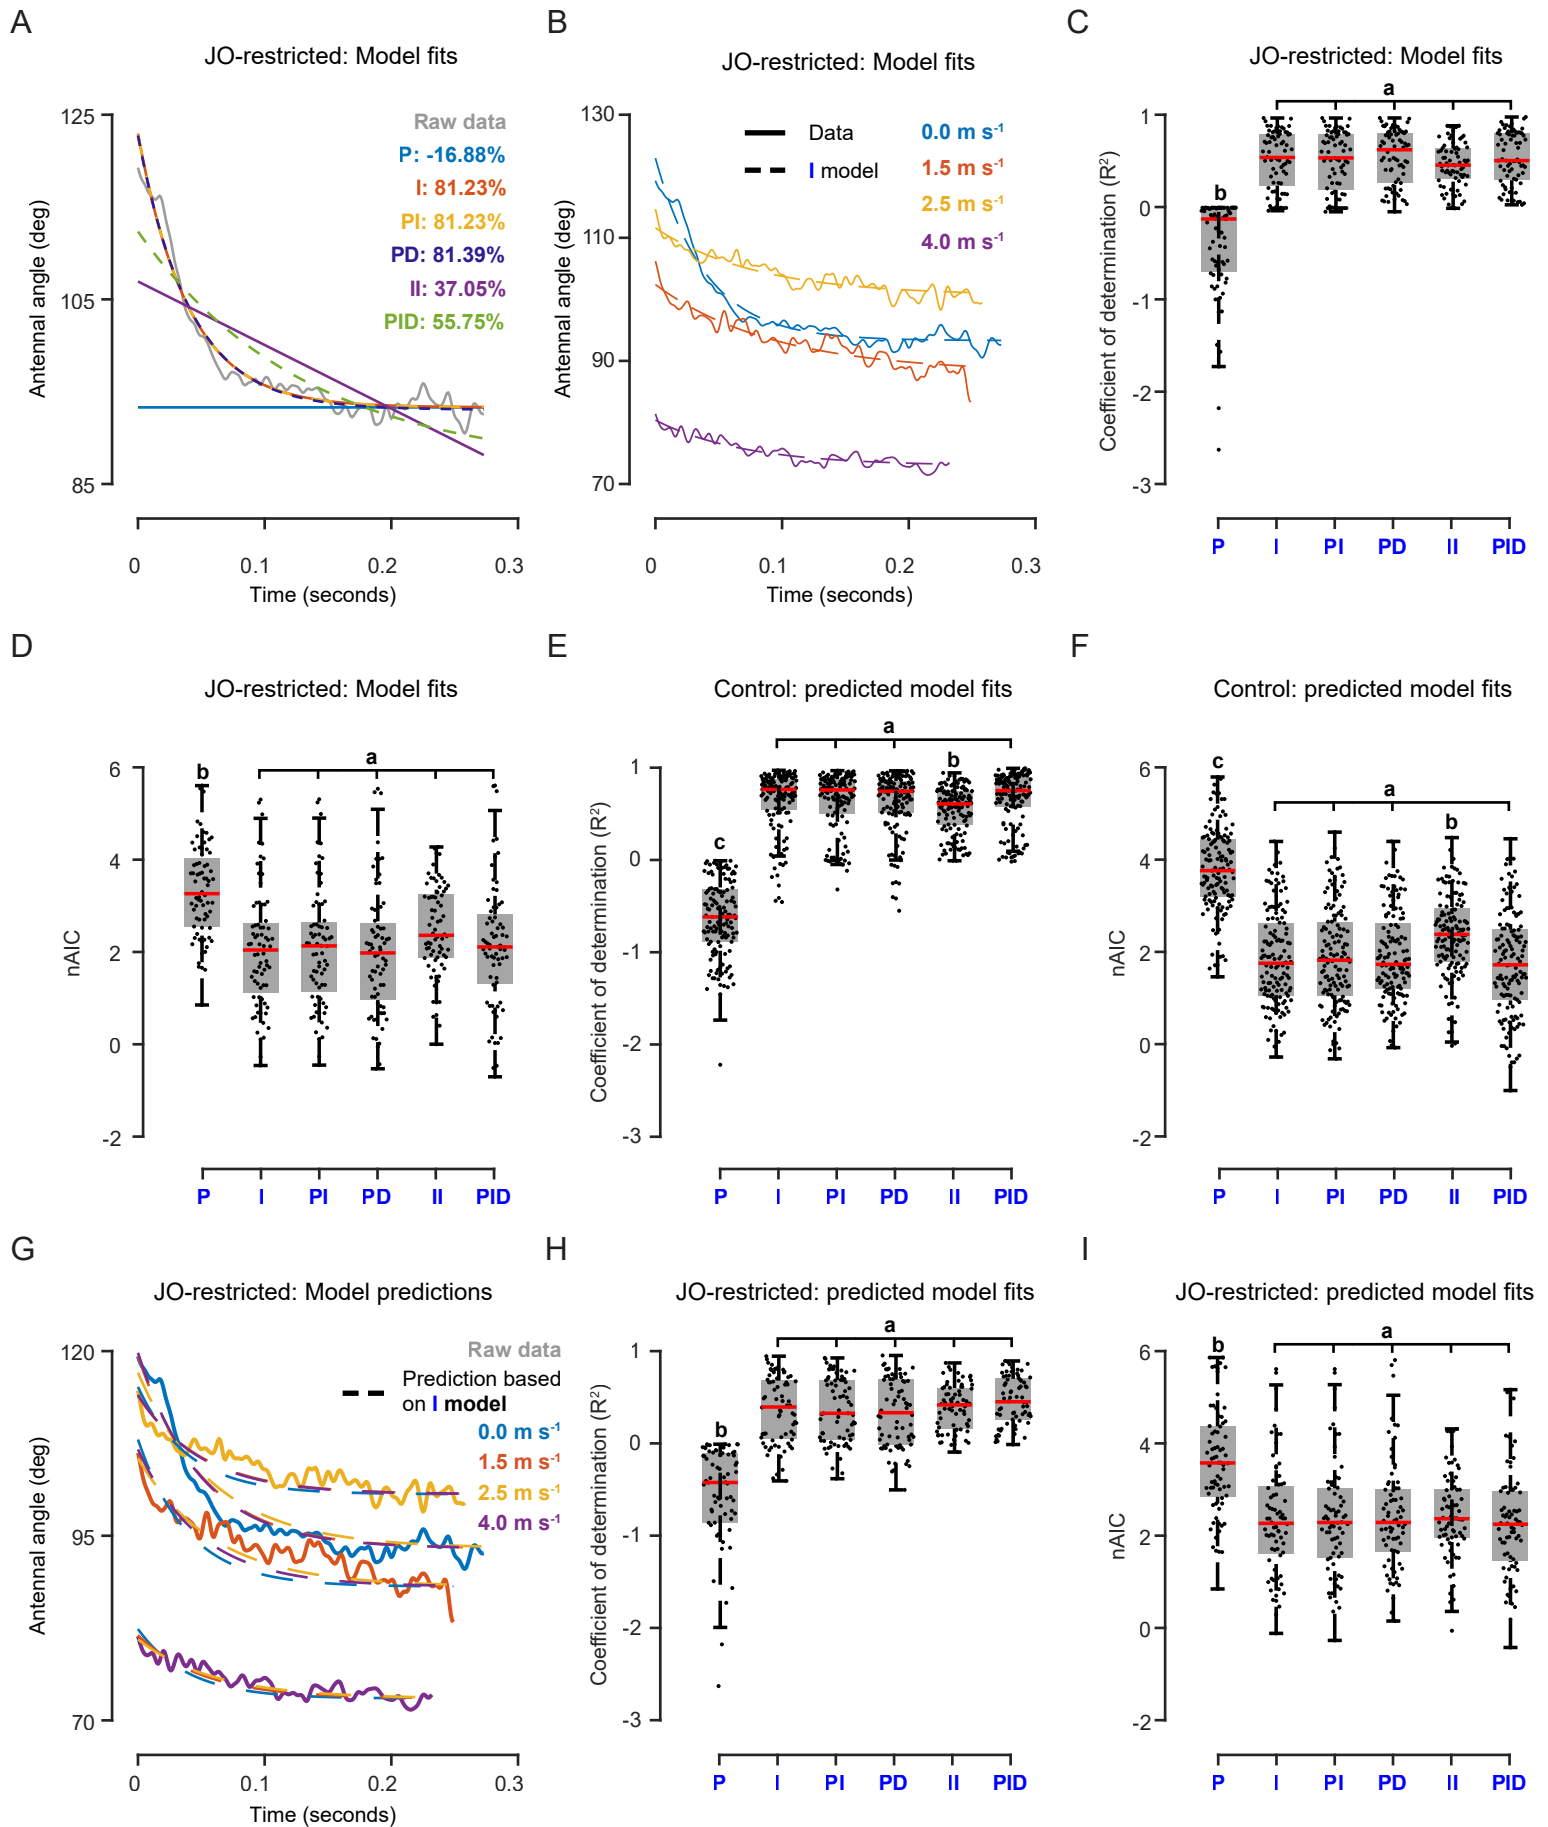 A
JO-restricted: Model fits
Antennal angle (deg)
125
105
85
Raw data
P: -16.88%
I: 81.23%
PI: 81.23%
PD: 81.39%
II: 37.05%
PID: 55.75%
0 0.1 0.2 0.3
Time (seconds)
B
JO-restricted: Model fits
Antennal angle (deg)
130
110
90
70
Data
I model
0.0 m s-1
1.5 m s-1
2.5 m s-1
4.0 m s-1
0 0.1 0.2 0.3
Time (seconds)
C
JO-restricted: Model fits
Coefficient of determination (R2)
1
0
-1
-2
-3
a
b
P I PI PD II PID
D
JO-restricted: Model fits
nAIC
6
4
2
0
-2
b
a
P I PI PD II PID
E
Control: predicted model fits
Coefficient of determination (R2)
1
0
-1
-2
-3
a
b
c
P I PI PD II PID
F
Control: predicted model fits
nAIC
6
4
2
0
-2
c
a
b
P I PI PD II PID
G
JO-restricted: Model predictions
Antennal angle (deg)
120
95
70
Raw data
Prediction based
on I model
0.0 m s-1
1.5 m s-1
2.5 m s-1
4.0 m s-1
0 0.1 0.2 0.3
Time (seconds)
H
JO-restricted: predicted model fits
Coefficient of determination (R2)
1
0
-1
-2
-3
a
b
P I PI PD II PID
I
JO-restricted: predicted model fits
nAIC
6
4
2
0
-2
b
a
P I PI PD II PID